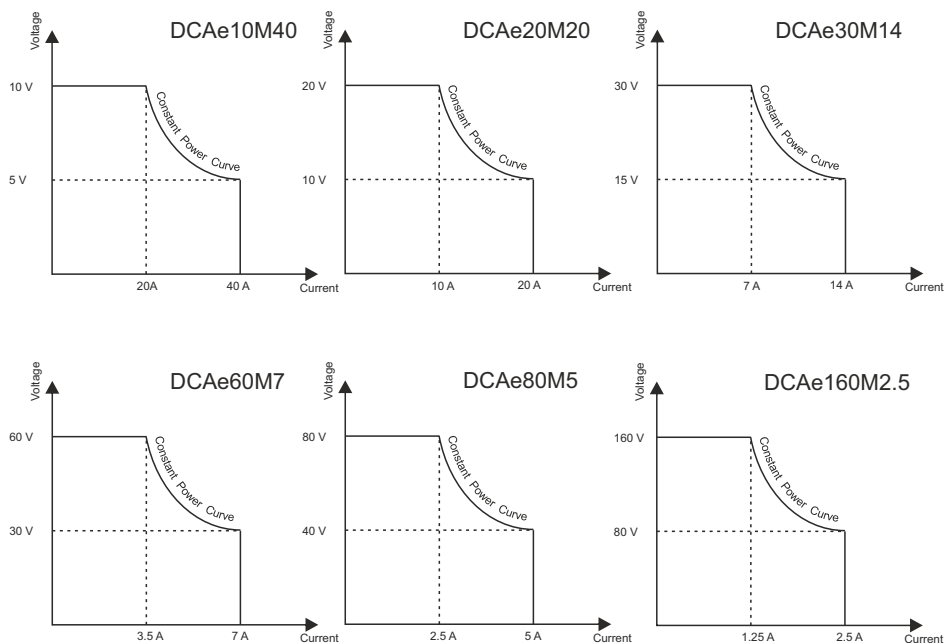 DCAe10M40
Voltage
10 V
5 V
Constant Power Curve
20A
40 A
Current
DCAe20M20
Voltage
20 V
10 V
Constant Power Curve
10 A
20 A
Current
DCAe30M14
Voltage
30 V
15 V
Constant Power Curve
7 A
14 A
Current
DCAe60M7
Voltage
60 V
30 V
Constant Power Curve
3.5 A
7 A
Current
DCAe80M5
Voltage
80 V
40 V
Constant Power Curve
2.5 A
5 A
Current
DCAe160M2.5
Voltage
160 V
80 V
Constant Power Curve
1.25 A
2.5 A
Current